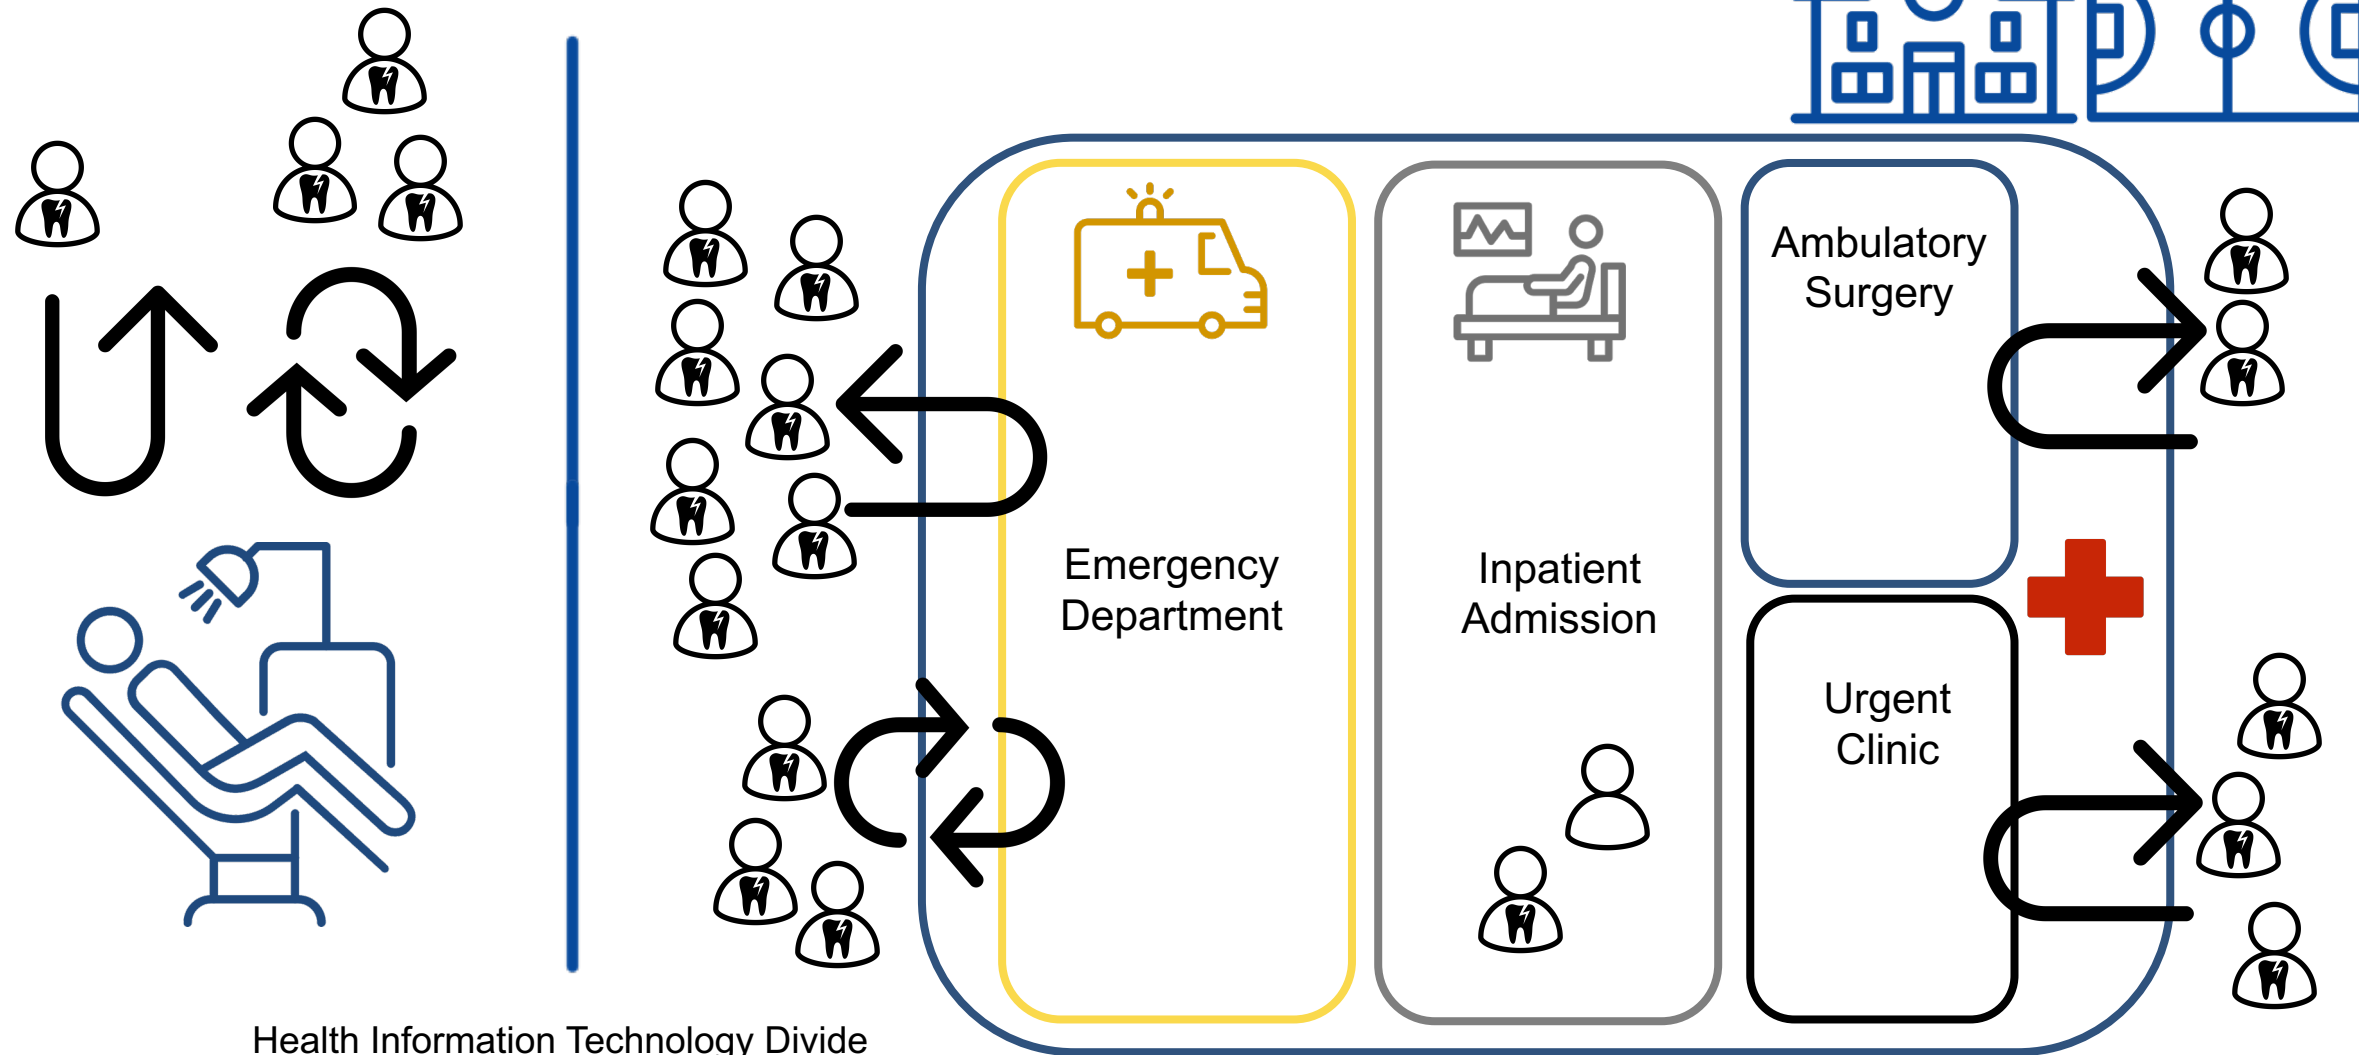 Ambulatory
Surgery
Emergency
Department
Inpatient
Admission
Urgent
Clinic
Health Information Technology Divide